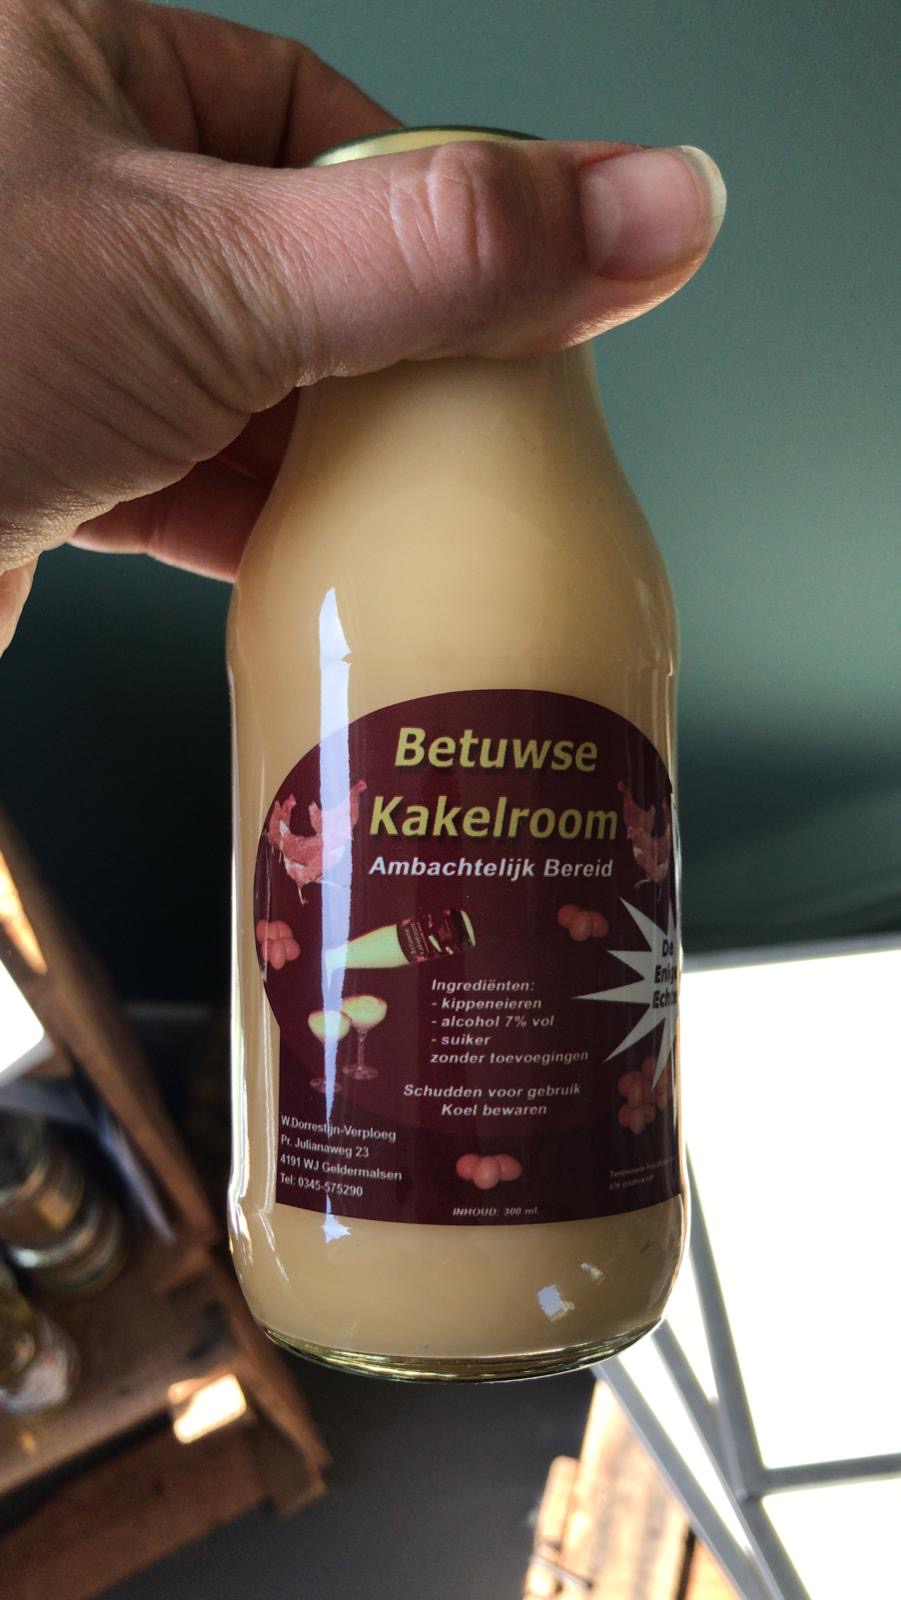 Betuwse
Kakelroom
Ambachtelijk Bereid
De
Ingrediënten:
- kippeneieren
- alcohol 7% vol
- suiker
zonder toevoegingen
Schudden voor gebruik
Koel bewaren
W.Dorrestijn-Verploeg
Pr. Julianaweg 23
4191 WJ Geldermalsen
Tel: 0345-575290
INHOUD: 300 ml.